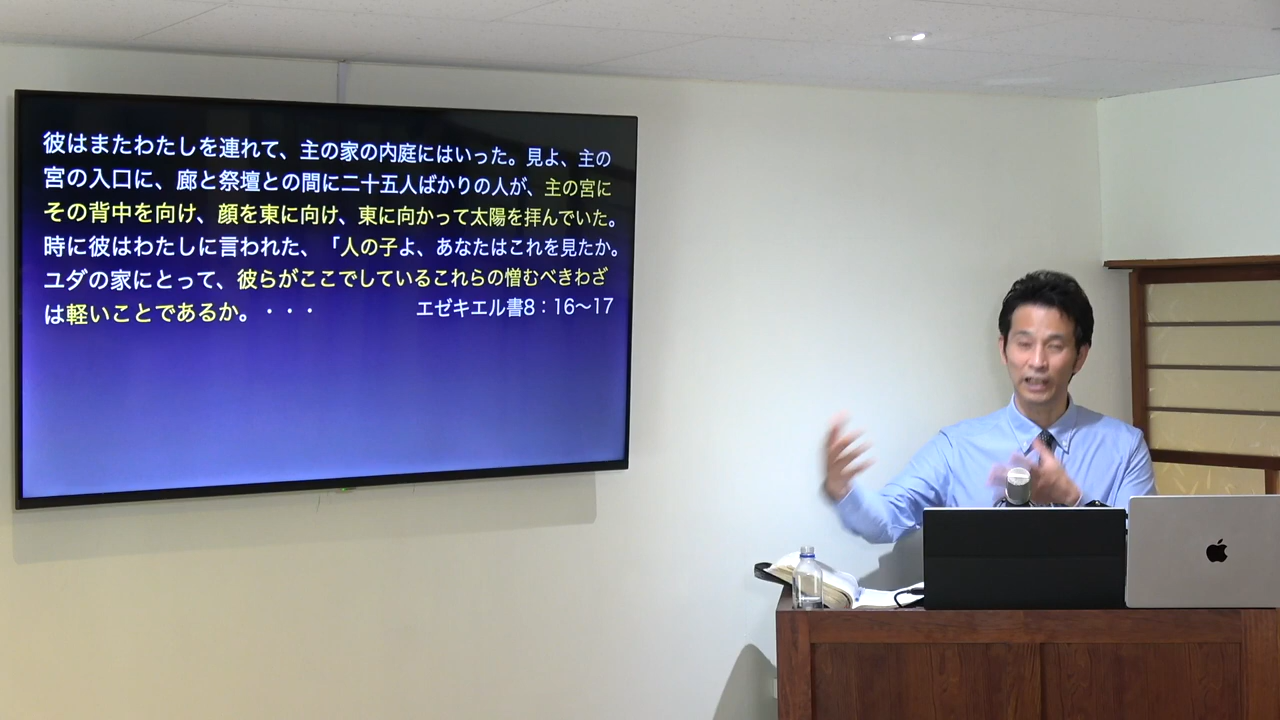 彼はまたわたしを連れて、主の家の内庭にはいった。見よ、主の
宮の入口に、廊と祭壇との間に二十五人ばかりの人が、主の宮に
その背中を向け、顔を東に向け、東に向かって太陽を拝んでいた。
時に彼はわたしに言われた、「人の子よ、あなたはこれを見たか。
ユダの家にとって、彼らがここでしているこれらの憎むべきわざ
は軽いことであるか。・・・ エゼキエル書8：16〜17